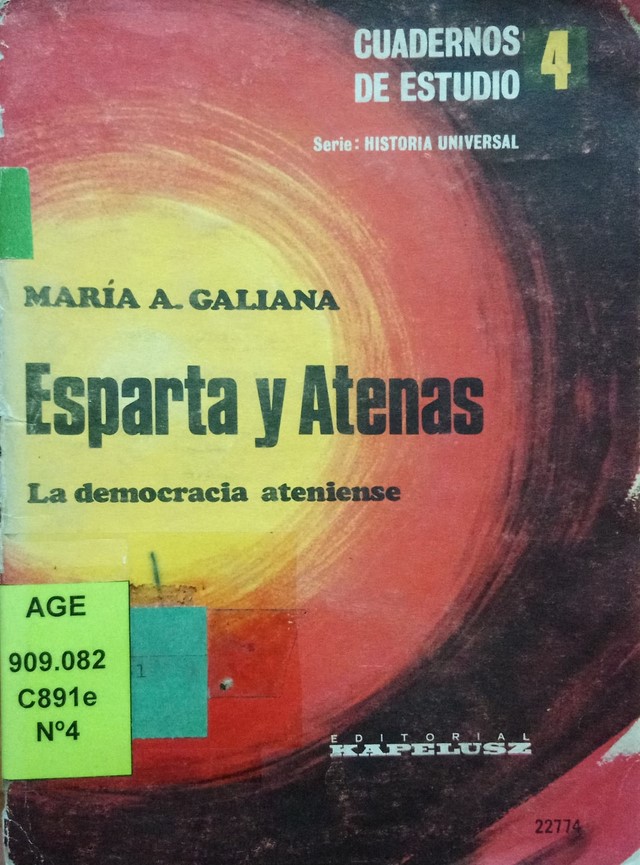 CUADERNOS
DE ESTUDIO
4
Serie: HISTORIA UNIVERSAL
MARÍA A. GALIANA
Esparta y Atenas
La democracia ateniense
AGE
909.082
C891e
Nº4
1
EDITORIAL
KAPELUSZ
22774